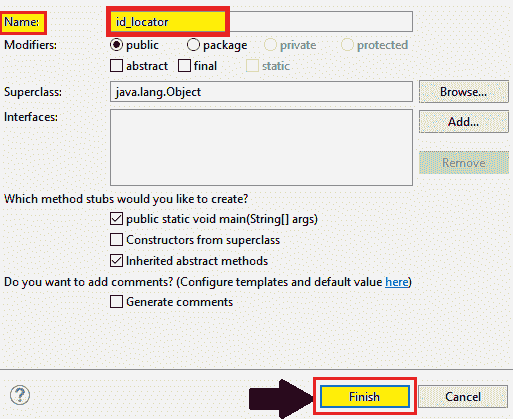 Name: id_locator
Modifiers: public package private protected
abstract final static
Superclass: java.lang.Object Browse...
Interfaces: Add...
Remove
Which method stubs would you like to create?
public static void main(String[] args)
Constructors from superclass
Inherited abstract methods
Do you want to add comments? (Configure templates and default value here)
Generate comments
? Finish Cancel